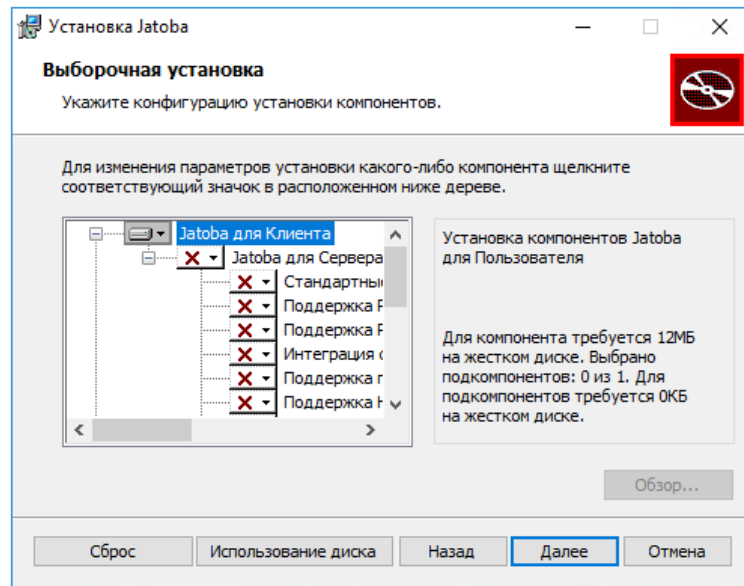 Установка Jatoba
Выборочная установка
Укажите конфигурацию установки компонентов.
Для изменения параметров установки какого-либо компонента щелкните
соответствующий значок в расположенном ниже дереве.
Jatoba для Клиента
Jatoba для Сервера
Стандартны
Поддержка
Поддержка
Интеграция
Поддержка
Поддержка
Установка компонентов Jatoba
для Пользователя
Для компонента требуется 12МБ
на жестком диске. Выбрано
подкомпонентов: 0 из 1. Для
подкомпонентов требуется 0КБ
на жестком диске.
Обзор...
Сброс
Использование диска
Назад
Далее
Отмена